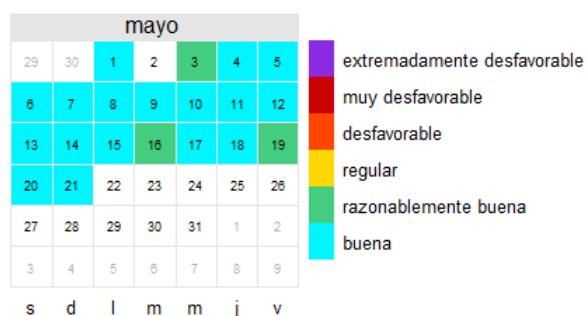 mayo
29 30 1 2 3 4 5
6 7 8 9 10 11 12
13 14 15 16 17 18 19
20 21 22 23 24 25 26
27 28 29 30 31 1 2
3 4 5 6 7 8 9
s d l m m j v
extremadamente desfavorable
muy desfavorable
desfavorable
regular
razonablemente buena
buena